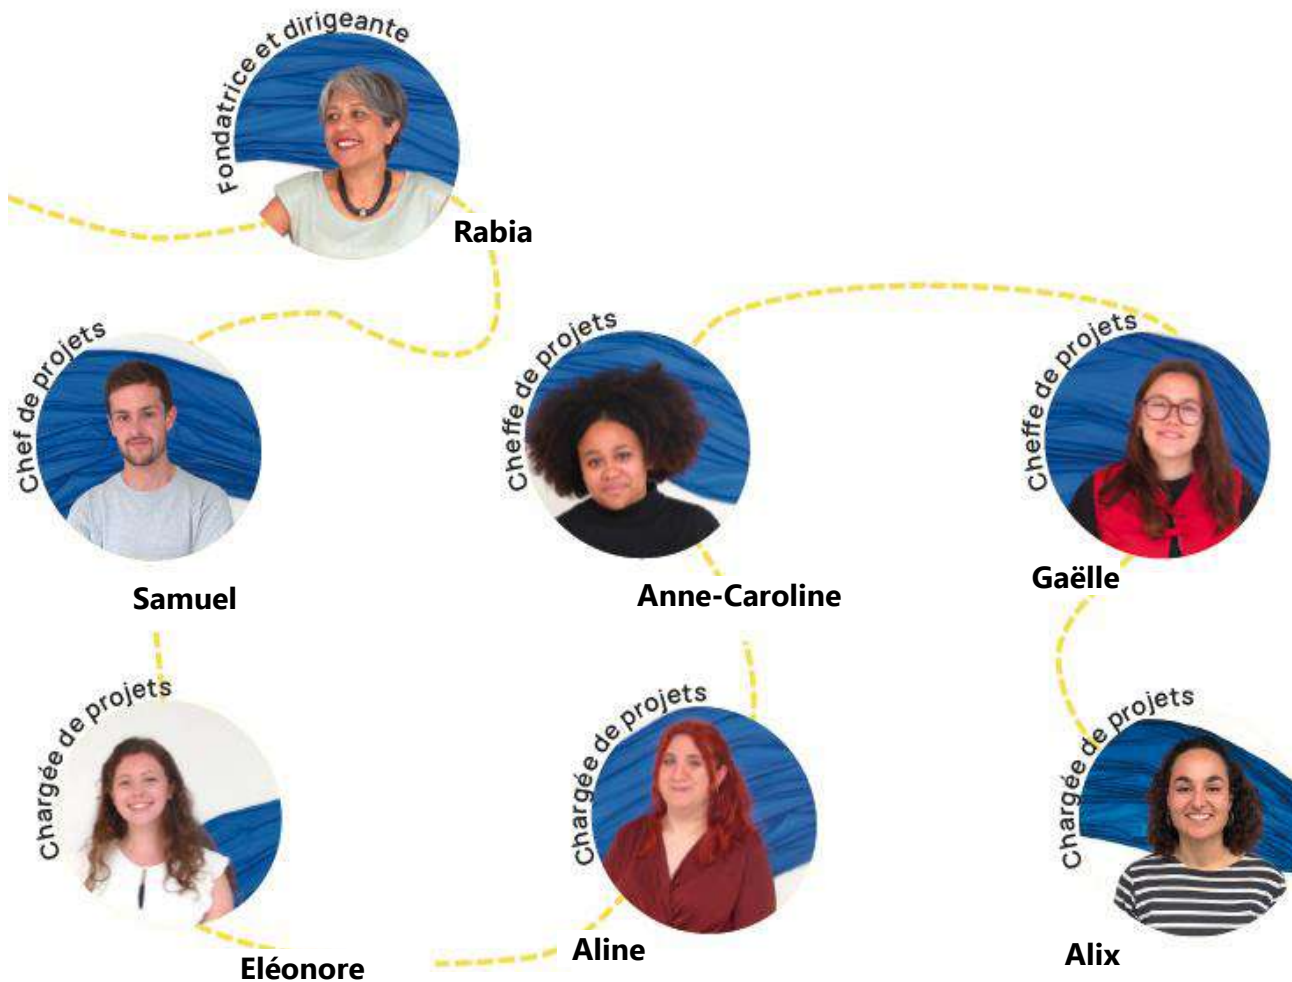 Fondatrice et dirigeante
Rabia
Chef de projets
Samuel
Cheffe de projets
Anne-Caroline
Cheffe de projets
Gaëlle
Chargée de projets
Eléonore
Chargée de projets
Aline
Chargée de projets
Alix